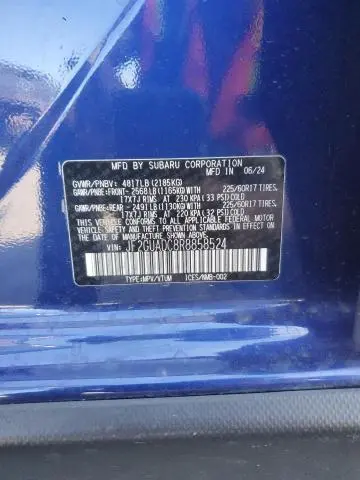 MFD BY SUBARU CORPORATION
MFD IN 06/24
GVWR/PNBV: 4817LB(2185KG)
GAWR/PNBE:FRONT- 2568LB(1165KG)WITH 225/60R17 TIRES,
17X7J RIMS AT 230 KPA(33 PSI)COLD
GAWR/PNBE:REAR - 2491LB(1130KG)WITH 225/60R17 TIRES,
17X7J RIMS AT 220 KPA(32 PSI)COLD
THIS VEHICLE CONFORMS TO ALL APPLICABLE
FEDERAL MOTOR VEHICLE SAFETY STANDARDS
IN EFFECT ON THE DATE OF MANUFACTURE SHOWN ABOVE.
VIN: JF2GUADC8R8858524
TYPE:MPV/VTUM ICES/NMB-002